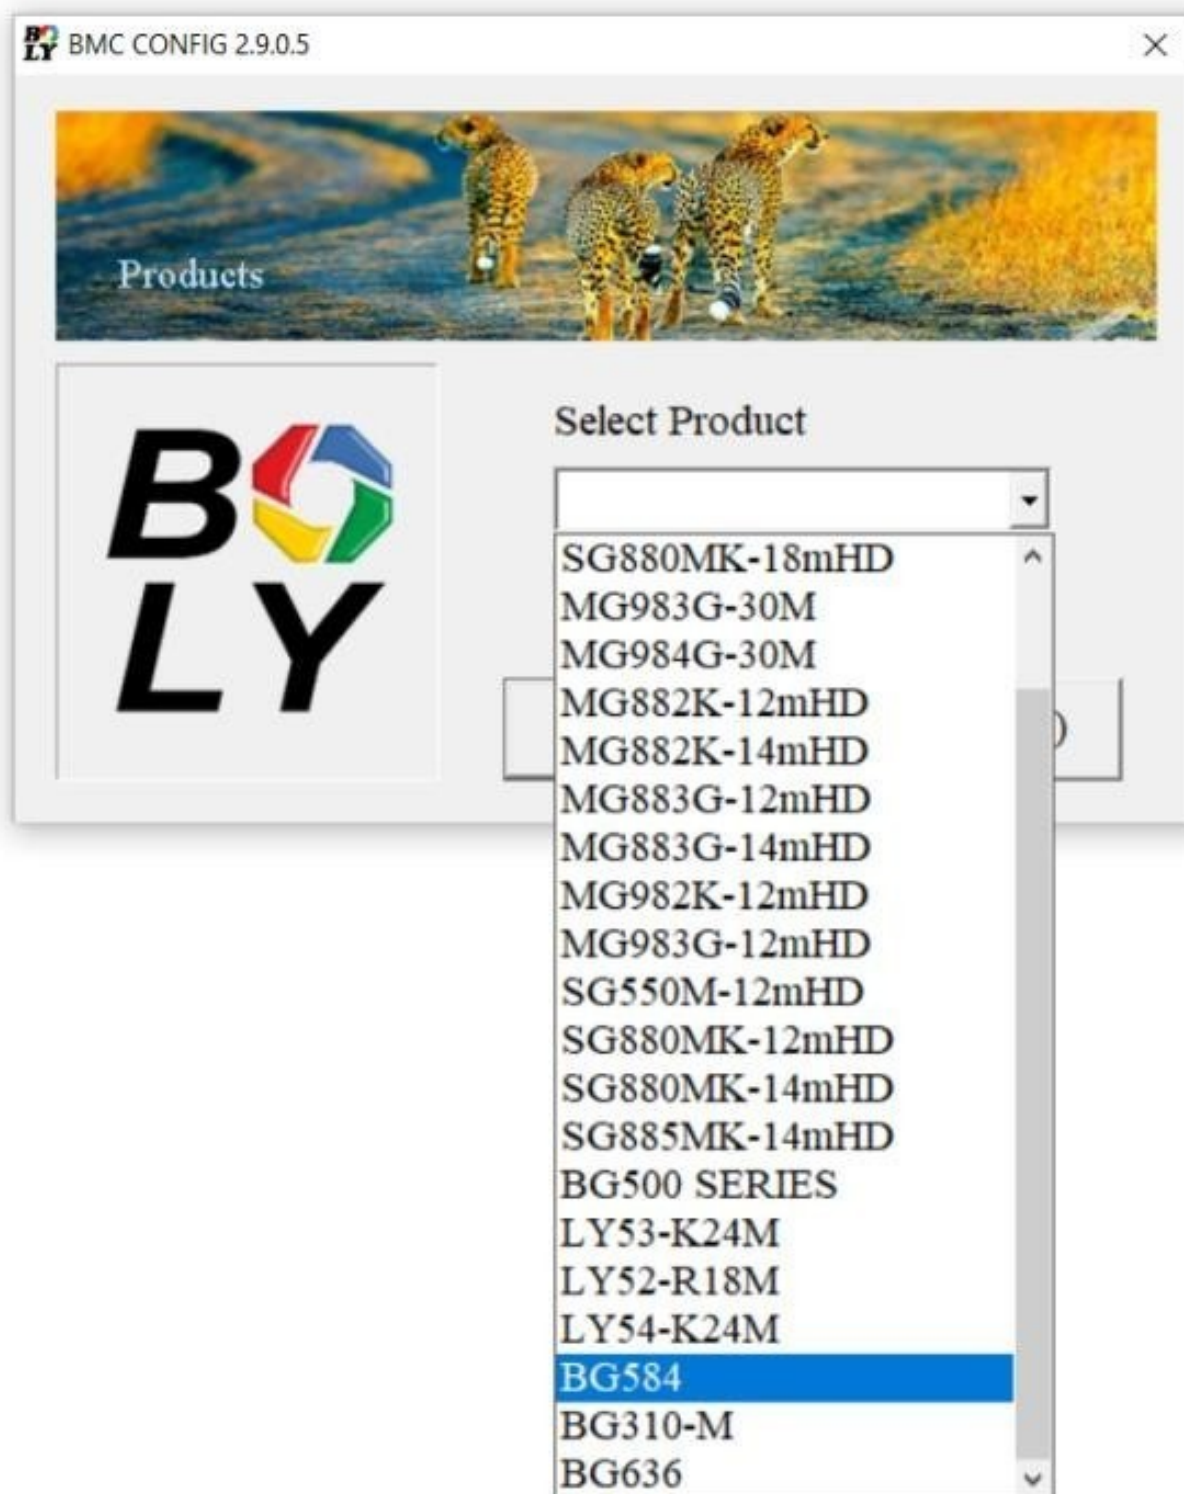 BOLY BMC CONFIG 2.9.0.5
Products
BO
LY
Select Product
SG880MK-18mHD
MG983G-30M
MG984G-30M
MG882K-12mHD
MG882K-14mHD
MG883G-12mHD
MG883G-14mHD
MG982K-12mHD
MG983G-12mHD
SG550M-12mHD
SG880MK-12mHD
SG880MK-14mHD
SG885MK-14mHD
BG500 SERIES
LY53-K24M
LY52-R18M
LY54-K24M
BG584
BG310-M
BG636
)